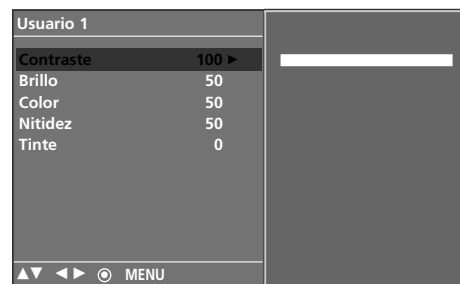 Usuario 1
Contraste 100 ►
Brillo 50
Color 50
Nitidez 50
Tinte 0
▲▼ ◄► ◉ MENU